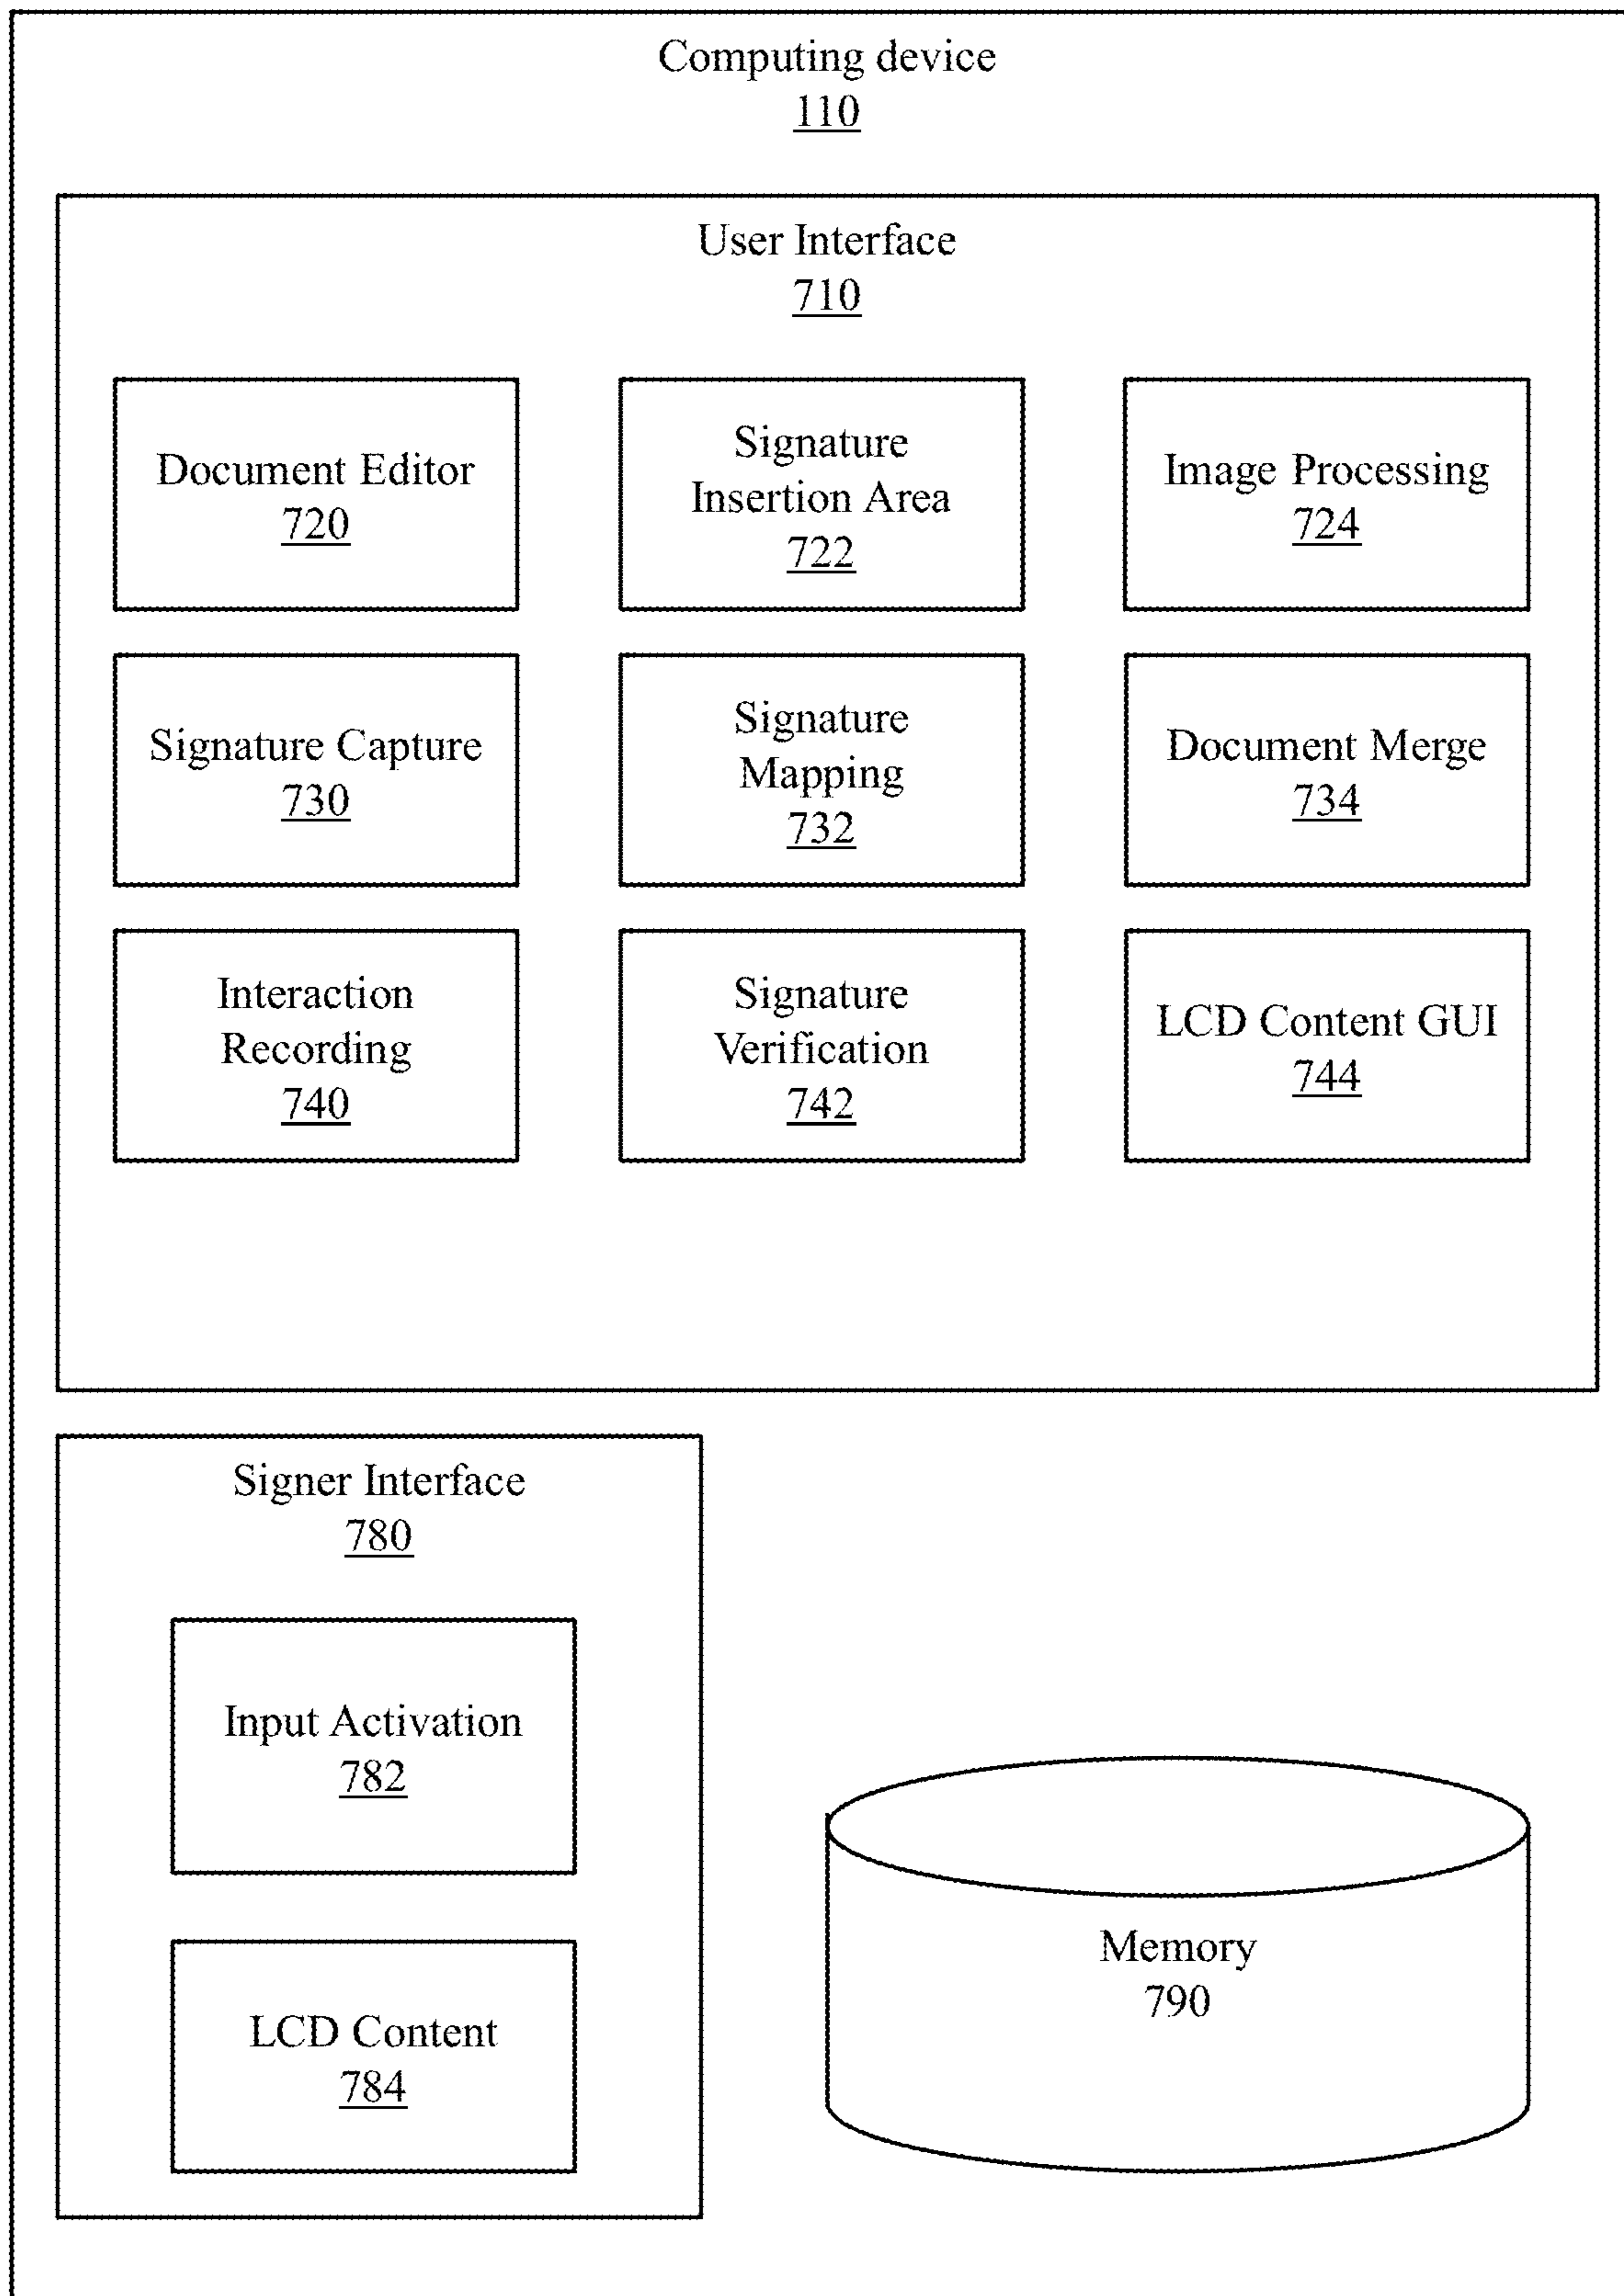 Computing device
110
User Interface
710
Document Editor
720
Signature
Insertion Area
722
Image Processing
724
Signature Capture
730
Signature
Mapping
732
Document Merge
734
Interaction
Recording
740
Signature
Verification
742
LCD Content GUI
744
Signer Interface
780
Input Activation
782
LCD Content
784
Memory
790